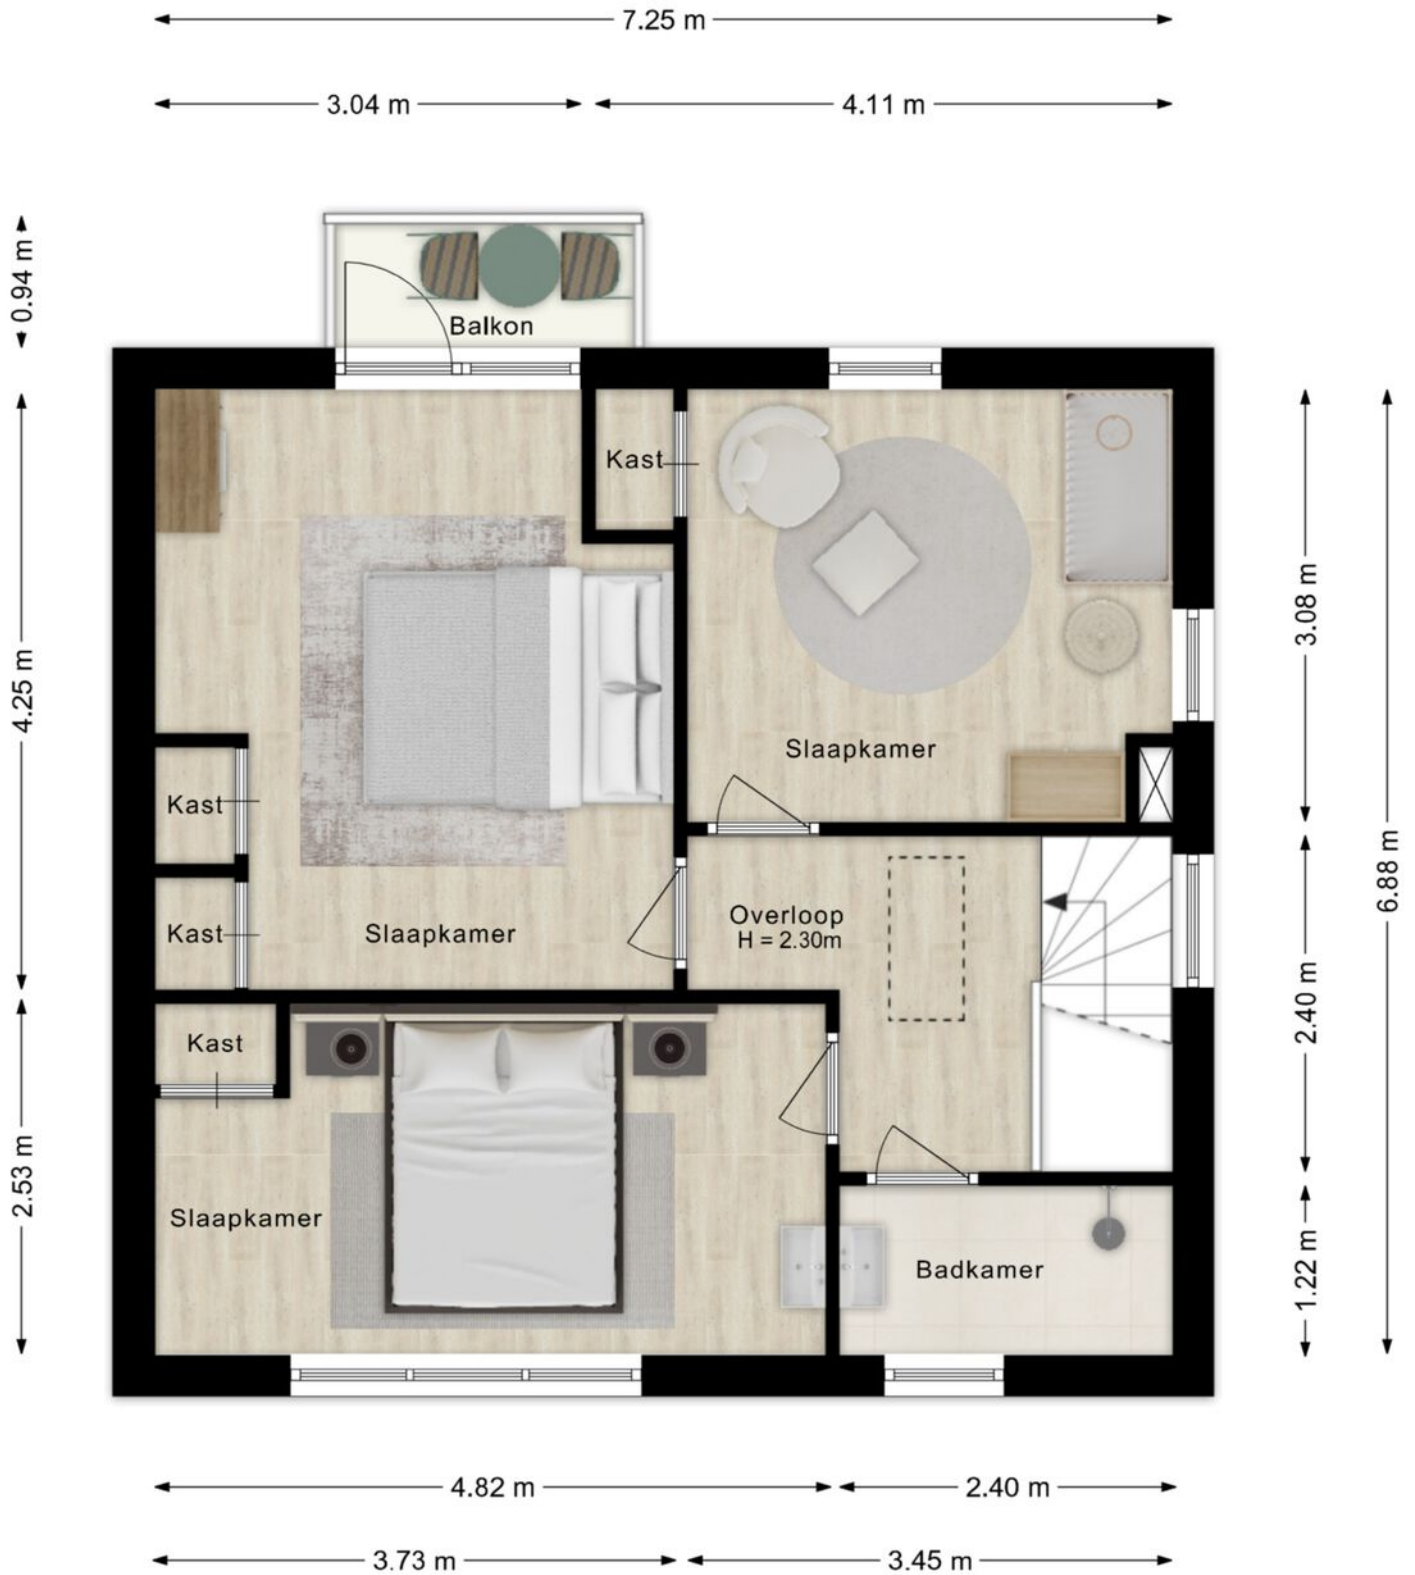 7.25 m
3.04 m
4.11 m
0.94 m
Balkon
Kast
4.25 m
3.08 m
Slaapkamer
Kast
6.88 m
Overloop
H = 2.30m
Kast
Slaapkamer
2.40 m
Kast
2.53 m
Slaapkamer
Badkamer
1.22 m
4.82 m
2.40 m
3.73 m
3.45 m